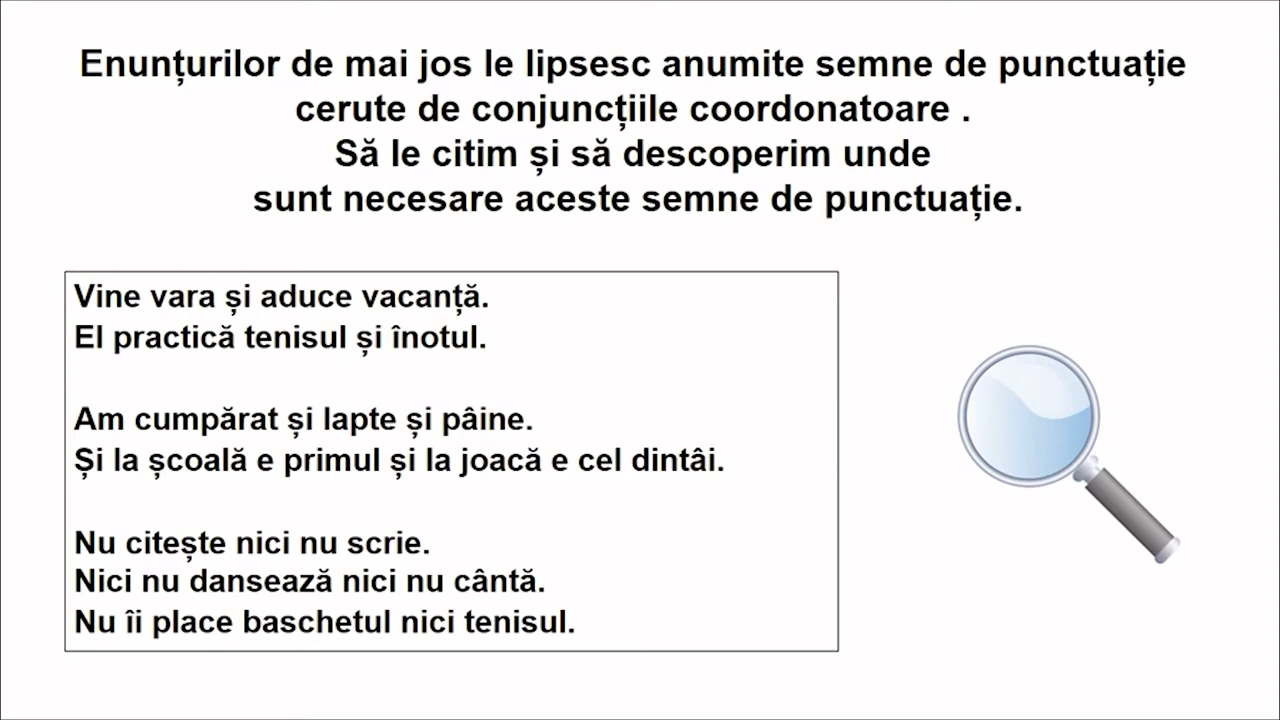 Enunțurilor de mai jos le lipsesc anumite semne de punctuație
cerute de conjuncțiile coordonatoare .
Să le citim și să descoperim unde
sunt necesare aceste semne de punctuație.
Vine vara și aduce vacanță.
El practică tenisul și înotul.
Am cumpărat și lapte și pâine.
Și la școală e primul și la joacă e cel dintâi.
Nu citește nici nu scrie.
Nici nu dansează nici nu cântă.
Nu îi place baschetul nici tenisul.